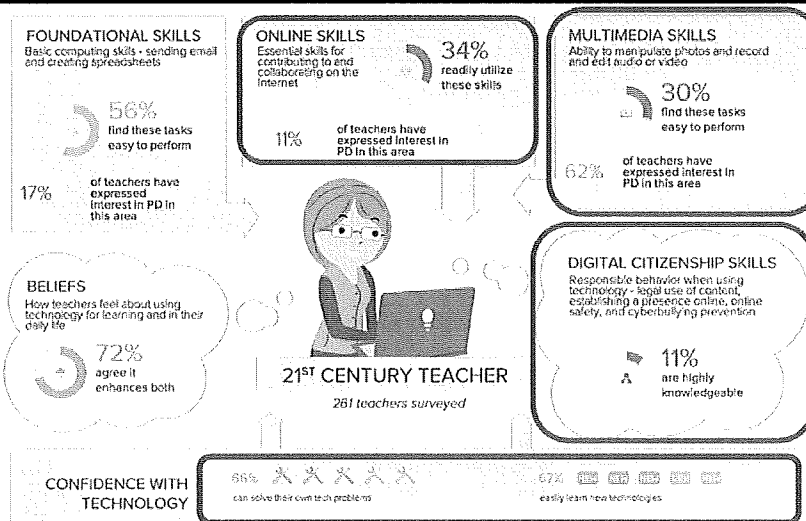 FOUNDATIONAL SKILLS
Basic computing skills - sending email
and creating spreadsheets
56%
find these tasks
easy to perform
17%
of teachers have
expressed
interest in PD in
this area
ONLINE SKILLS
Essential skills for
contributing to and
collaborating on the
Internet
34%
readily utilize
these skills
11%
of teachers have
expressed interest in
PD in this area
MULTIMEDIA SKILLS
Ability to manipulate photos and record
and edit audio or video
30%
find these tasks
easy to perform
62%
of teachers have
expressed interest in
PD in this area
BELIEFS
How teachers feel about using
technology for learning and in their
daily life
72%
agree it
enhances both
21ST CENTURY TEACHER
281 teachers surveyed
DIGITAL CITIZENSHIP SKILLS
Responsible behavior when using
technology - legal use of content,
establishing a presence online, online
safety, and cyberbullying prevention
11%
are highly
knowledgeable
CONFIDENCE WITH
TECHNOLOGY
66%
can solve their own tech problems
67%
easily learn new technologies